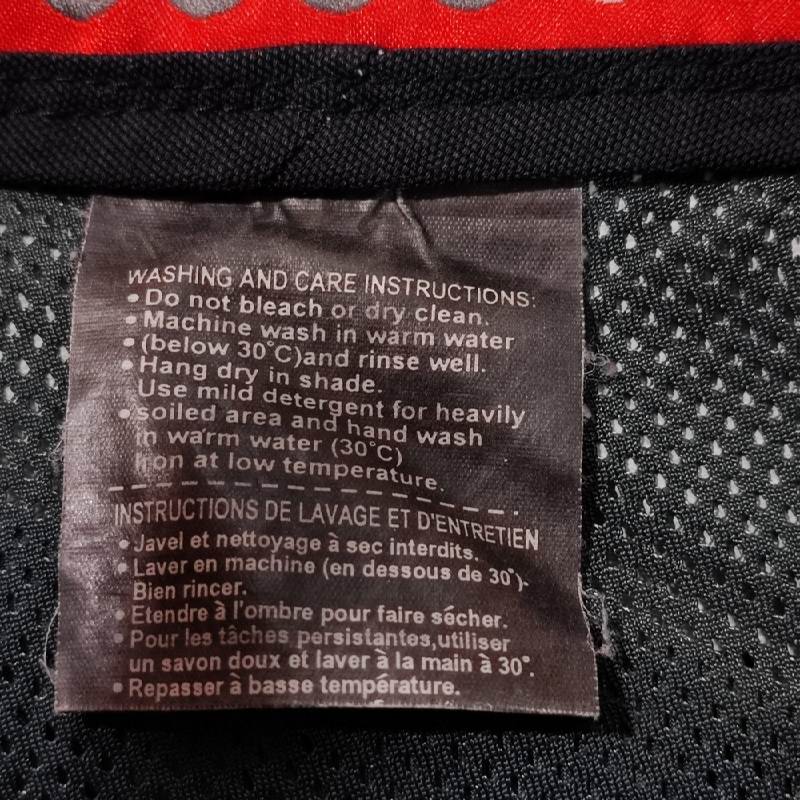 WASHING AND CARE INSTRUCTIONS:
• Do not bleach or dry clean.
• Machine wash in warm water
• (below 30°C)and rinse well.
• Hang dry in shade.
Use mild detergent for heavily
• soiled area and hand wash
in warm water (30°C)
Iron at low temperature.
INSTRUCTIONS DE LAVAGE ET D'ENTRETIEN
• Javel et nettoyage à sec interdits.
• Laver en machine (en dessous de 30°)-
Bien rincer.
• Etendre à l'ombre pour faire sécher.
• Pour les tâches persistantes,utiliser
un savon doux et laver à la main à 30°.
• Repasser à basse température.